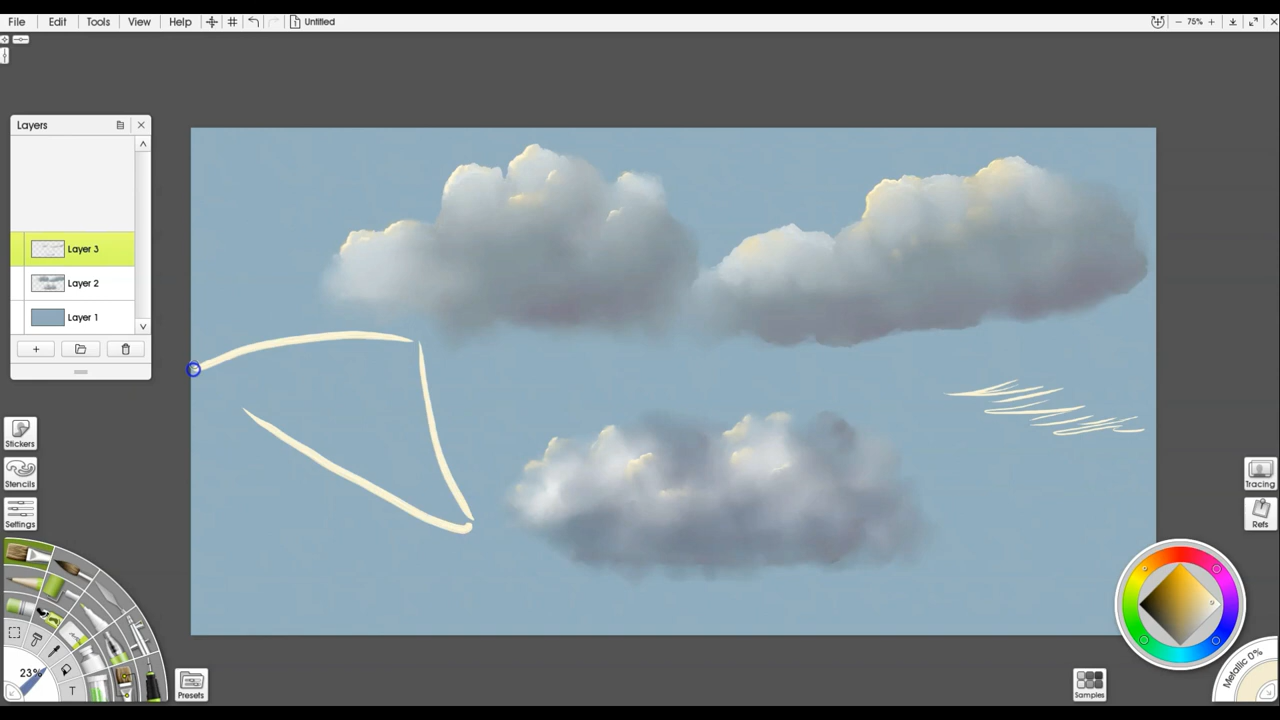 File Edit Tools View Help Untitled 75%
Layers
Layer 3
Layer 2
Layer 1
Stickers
Stencils
Settings
Tracing
Refs
23%
T
Presets
Samples
Metallic 0%